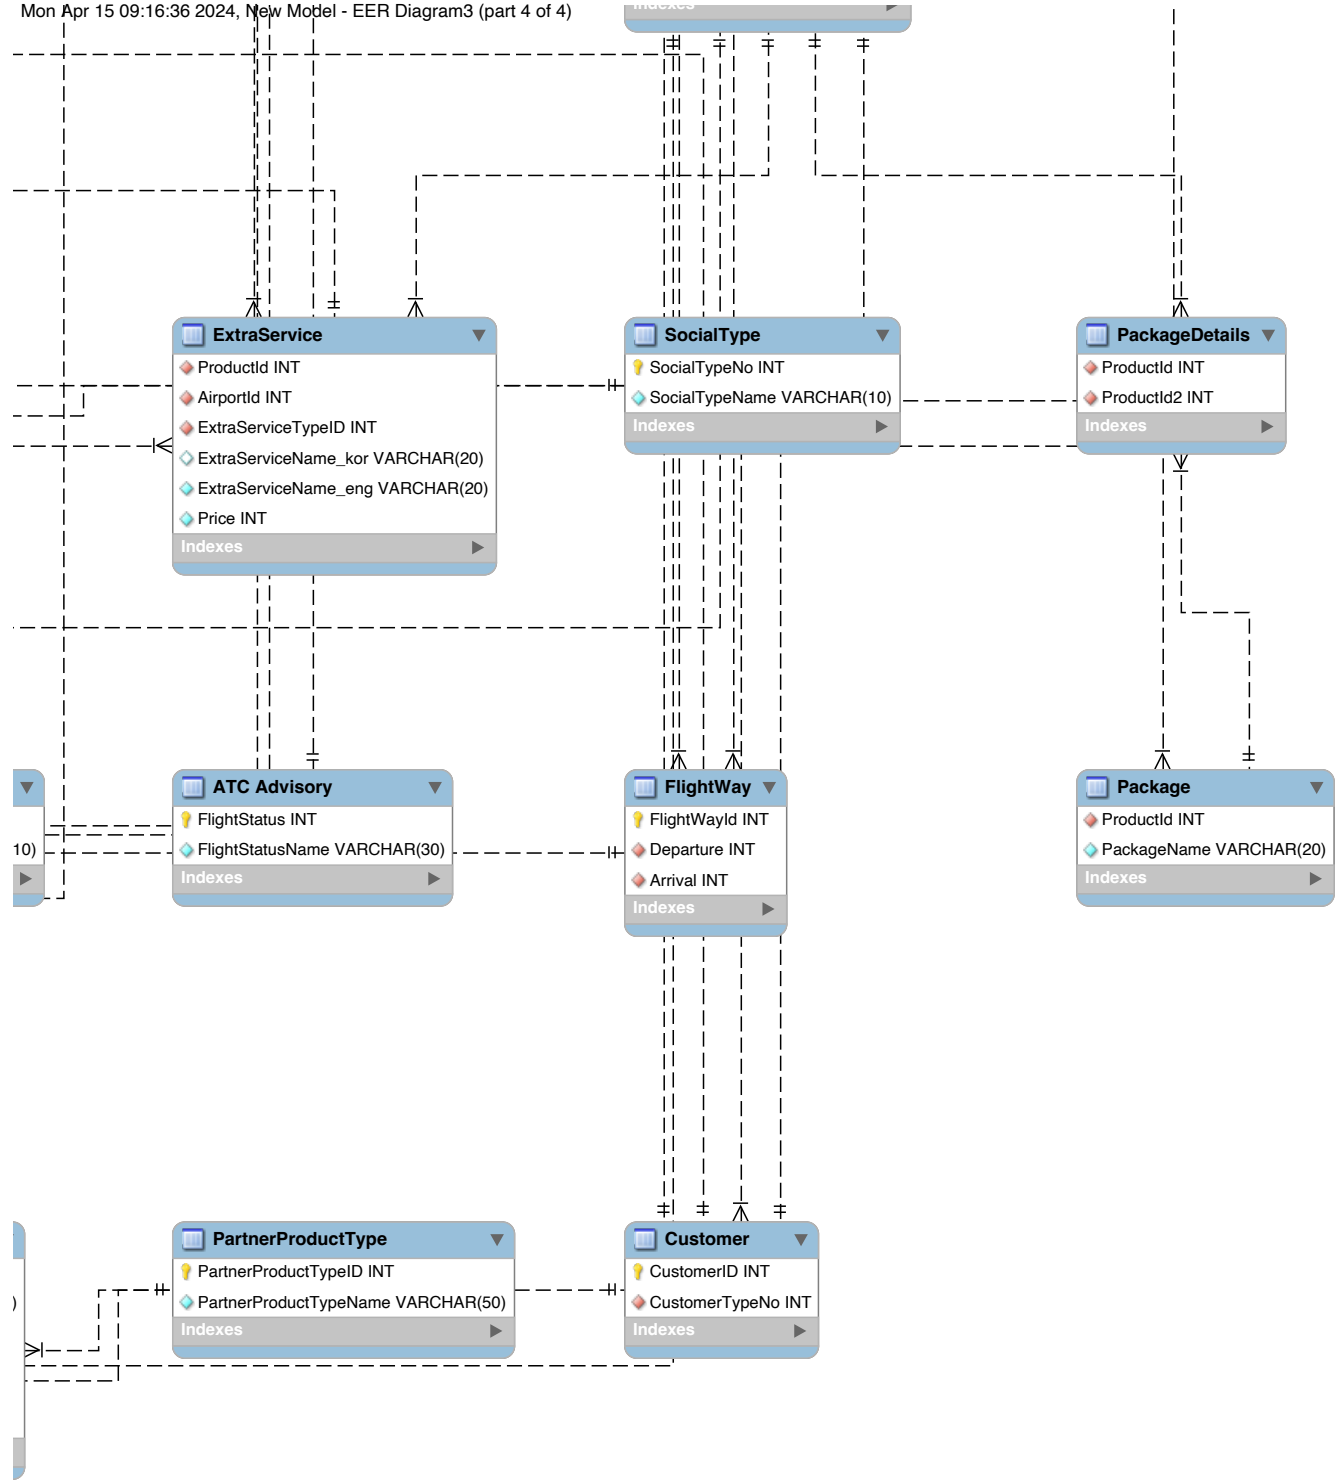 Mon Apr 15 09:16:36 2024, New Model - EER Diagram3 (part 4 of 4)
Indexes
ExtraService
ProductId INT
AirportId INT
ExtraServiceTypeID INT
ExtraServiceName_kor VARCHAR(20)
ExtraServiceName_eng VARCHAR(20)
Price INT
Indexes
SocialType
SocialTypeNo INT
SocialTypeName VARCHAR(10)
Indexes
PackageDetails
ProductId INT
ProductId2 INT
Indexes
10)
ATC Advisory
FlightStatus INT
FlightStatusName VARCHAR(30)
Indexes
FlightWay
FlightWayId INT
Departure INT
Arrival INT
Indexes
Package
ProductId INT
PackageName VARCHAR(20)
Indexes
)
PartnerProductType
PartnerProductTypeID INT
PartnerProductTypeName VARCHAR(50)
Indexes
Customer
CustomerID INT
CustomerTypeNo INT
Indexes